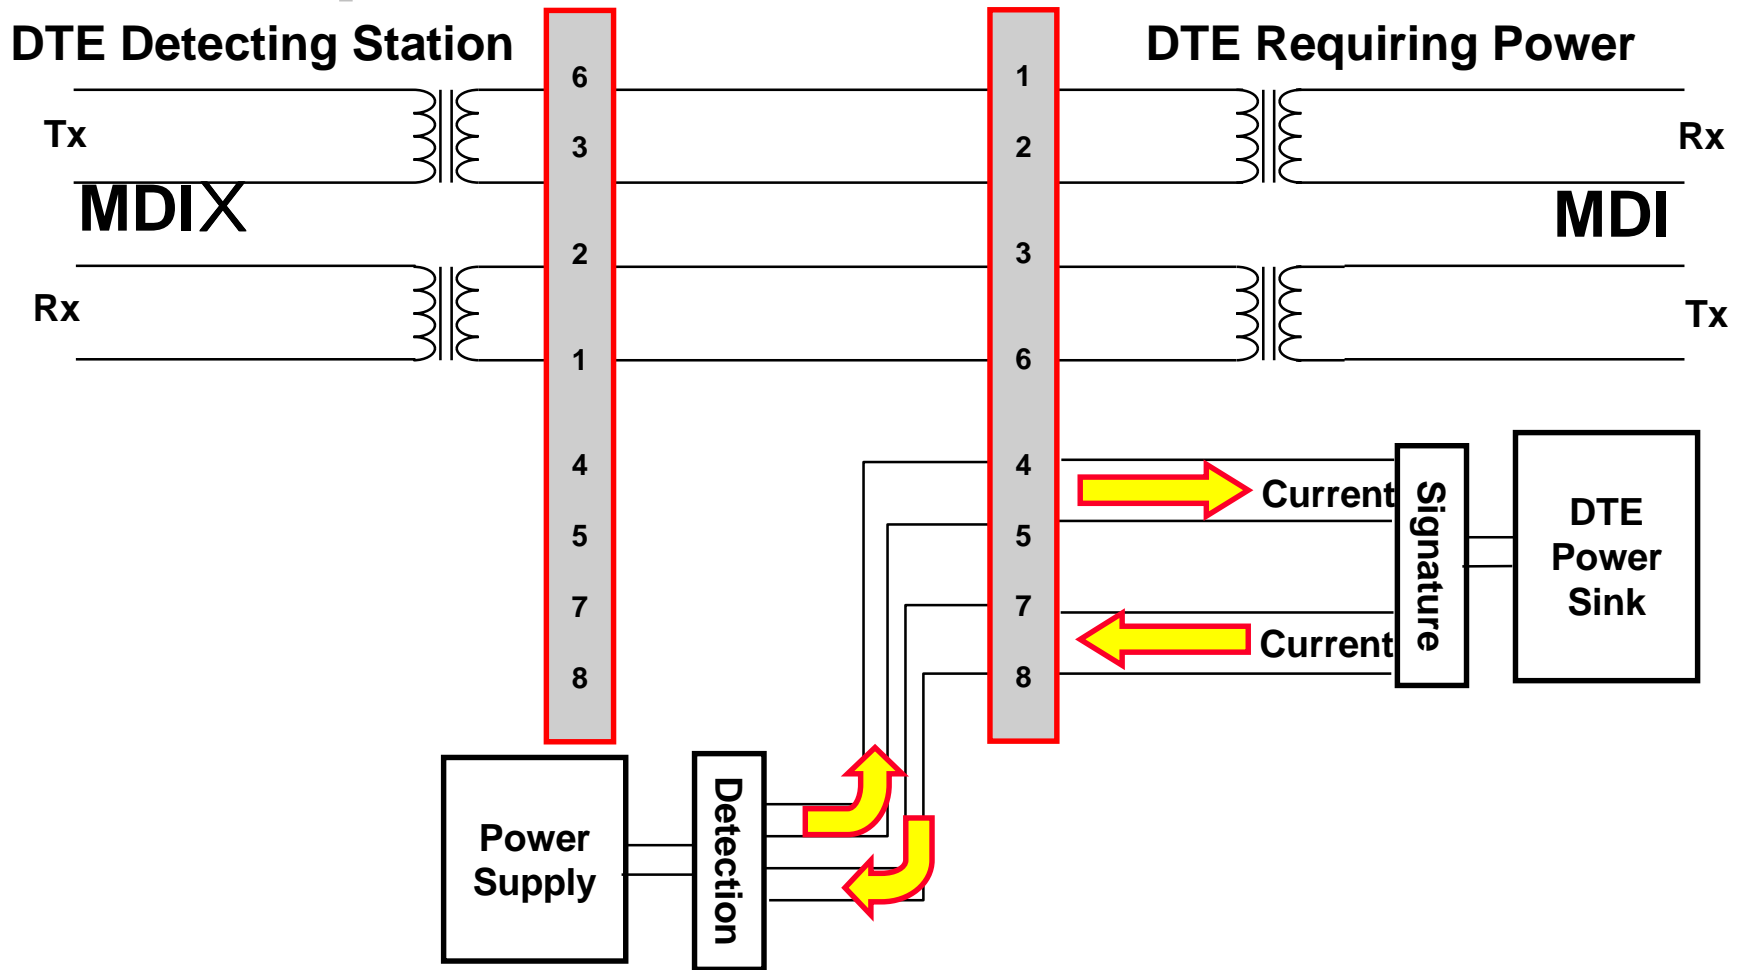 DTE Detecting Station
DTE Requiring Power
6
1
Tx
3
2
Rx
MDIX
MDI
2
3
Rx
Tx
1
6
4
4
Current
5
5
7
7
Current
8
8
Signature
DTE
Power
Sink
Power
Supply
Detection